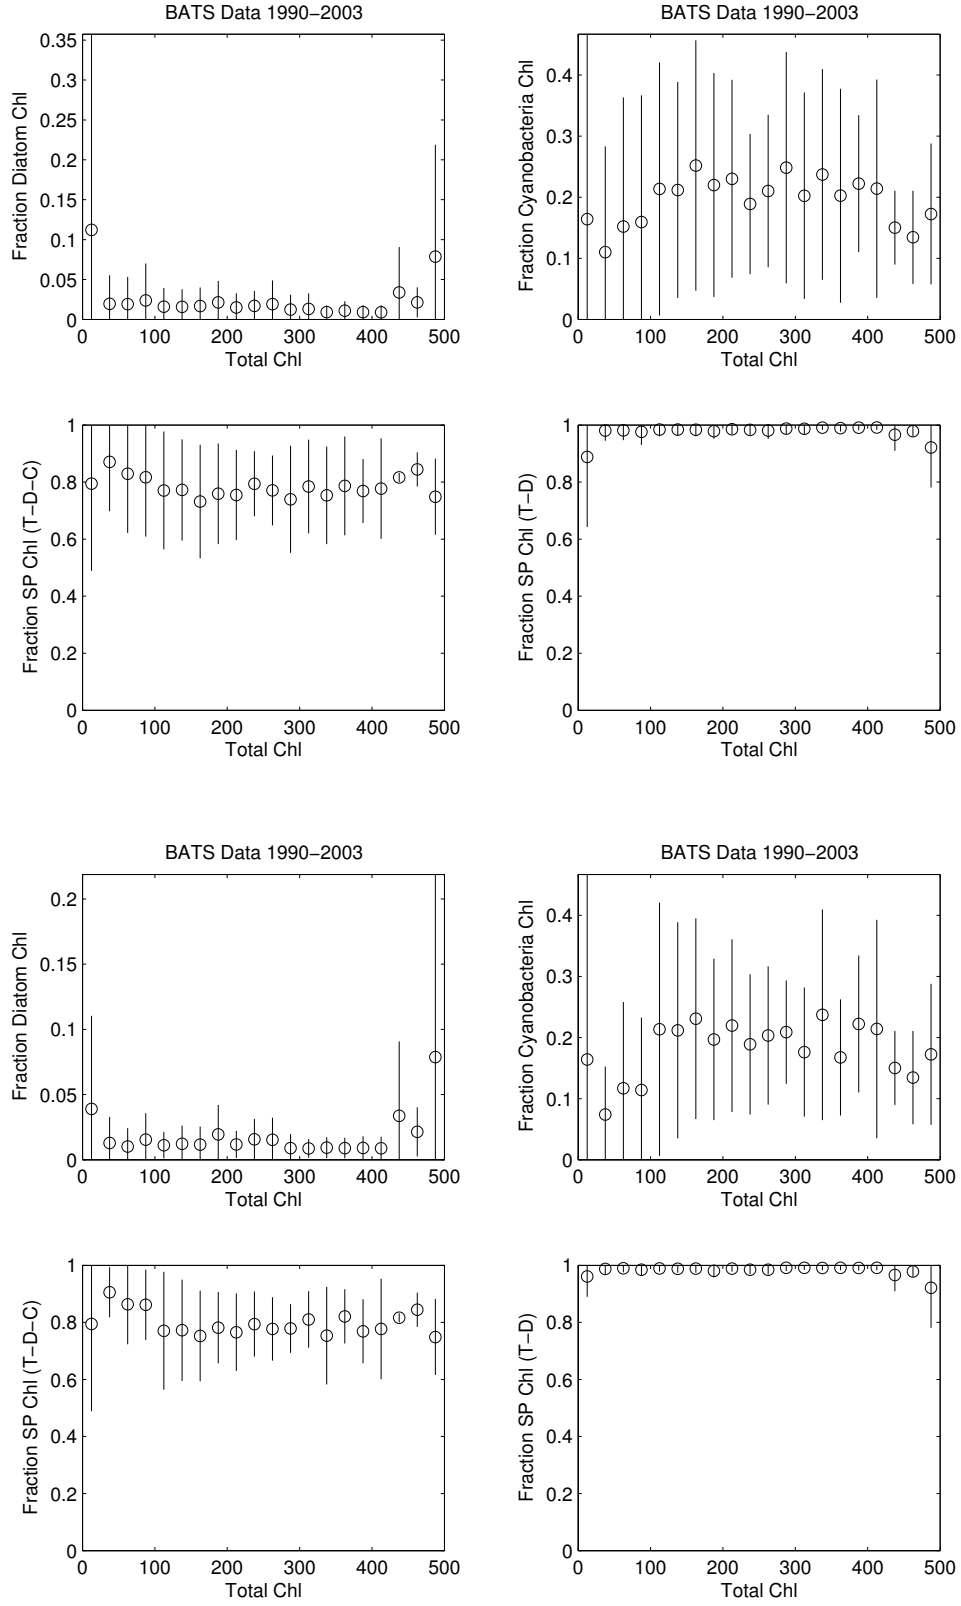 BATS Data 1990−2003
Fraction Diatom Chl
0.35
0.3
0.25
0.2
0.15
0.1
0.05
0
0 100 200 300 400 500
Total Chl
BATS Data 1990−2003
Fraction Cyanobacteria Chl
0.4
0.3
0.2
0.1
0
0 100 200 300 400 500
Total Chl
Fraction SP Chl (T−D−C)
1
0.8
0.6
0.4
0.2
0
0 100 200 300 400 500
Total Chl
Fraction SP Chl (T−D)
1
0.8
0.6
0.4
0.2
0
0 100 200 300 400 500
Total Chl
BATS Data 1990−2003
Fraction Diatom Chl
0.2
0.15
0.1
0.05
0
0 100 200 300 400 500
Total Chl
BATS Data 1990−2003
Fraction Cyanobacteria Chl
0.4
0.3
0.2
0.1
0
0 100 200 300 400 500
Total Chl
Fraction SP Chl (T−D−C)
1
0.8
0.6
0.4
0.2
0
0 100 200 300 400 500
Total Chl
Fraction SP Chl (T−D)
1
0.8
0.6
0.4
0.2
0
0 100 200 300 400 500
Total Chl